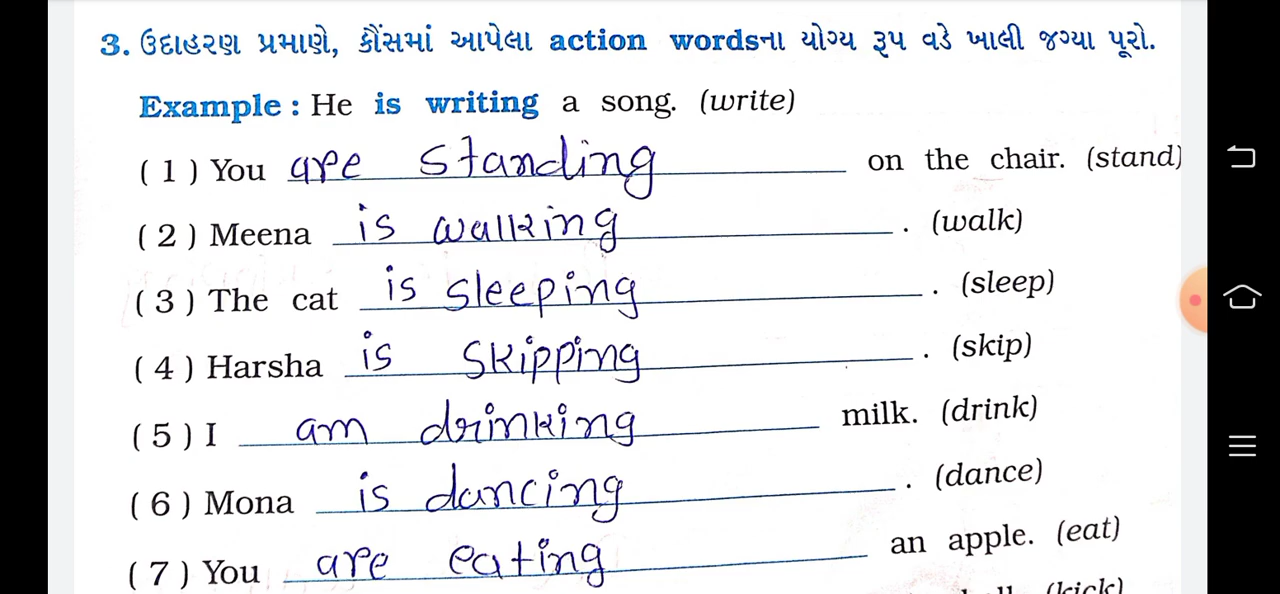 3. ઉદાહરણ પ્રમાણે, કૌંસમાં આપેલા action wordsના યોગ્ય રૂપ વડે ખાલી જગ્યા પૂરો.
Example : He is writing a song. (write)
( 1 ) You are standing on the chair. (stand)
( 2 ) Meena is walking . (walk)
( 3 ) The cat is sleeping . (sleep)
( 4 ) Harsha is skipping . (skip)
( 5 ) I am drinking milk. (drink)
( 6 ) Mona is dancing . (dance)
( 7 ) You are eating an apple. (eat)
(kick)